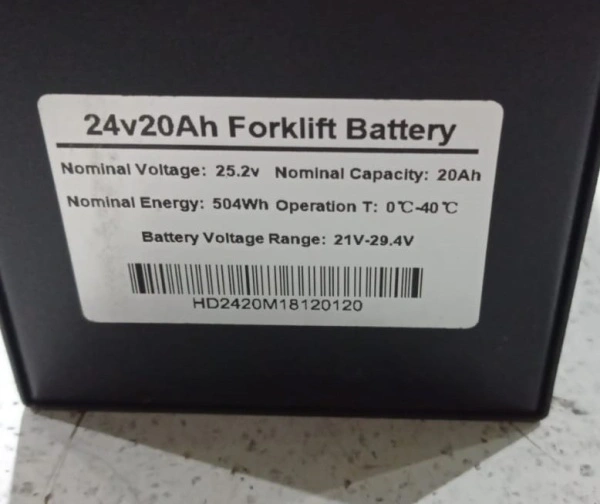 24v20Ah Forklift Battery
Nominal Voltage: 25.2v Nominal Capacity: 20Ah
Nominal Energy: 504Wh Operation T: 0℃-40℃
Battery Voltage Range: 21V-29.4V
HD2420M18120120